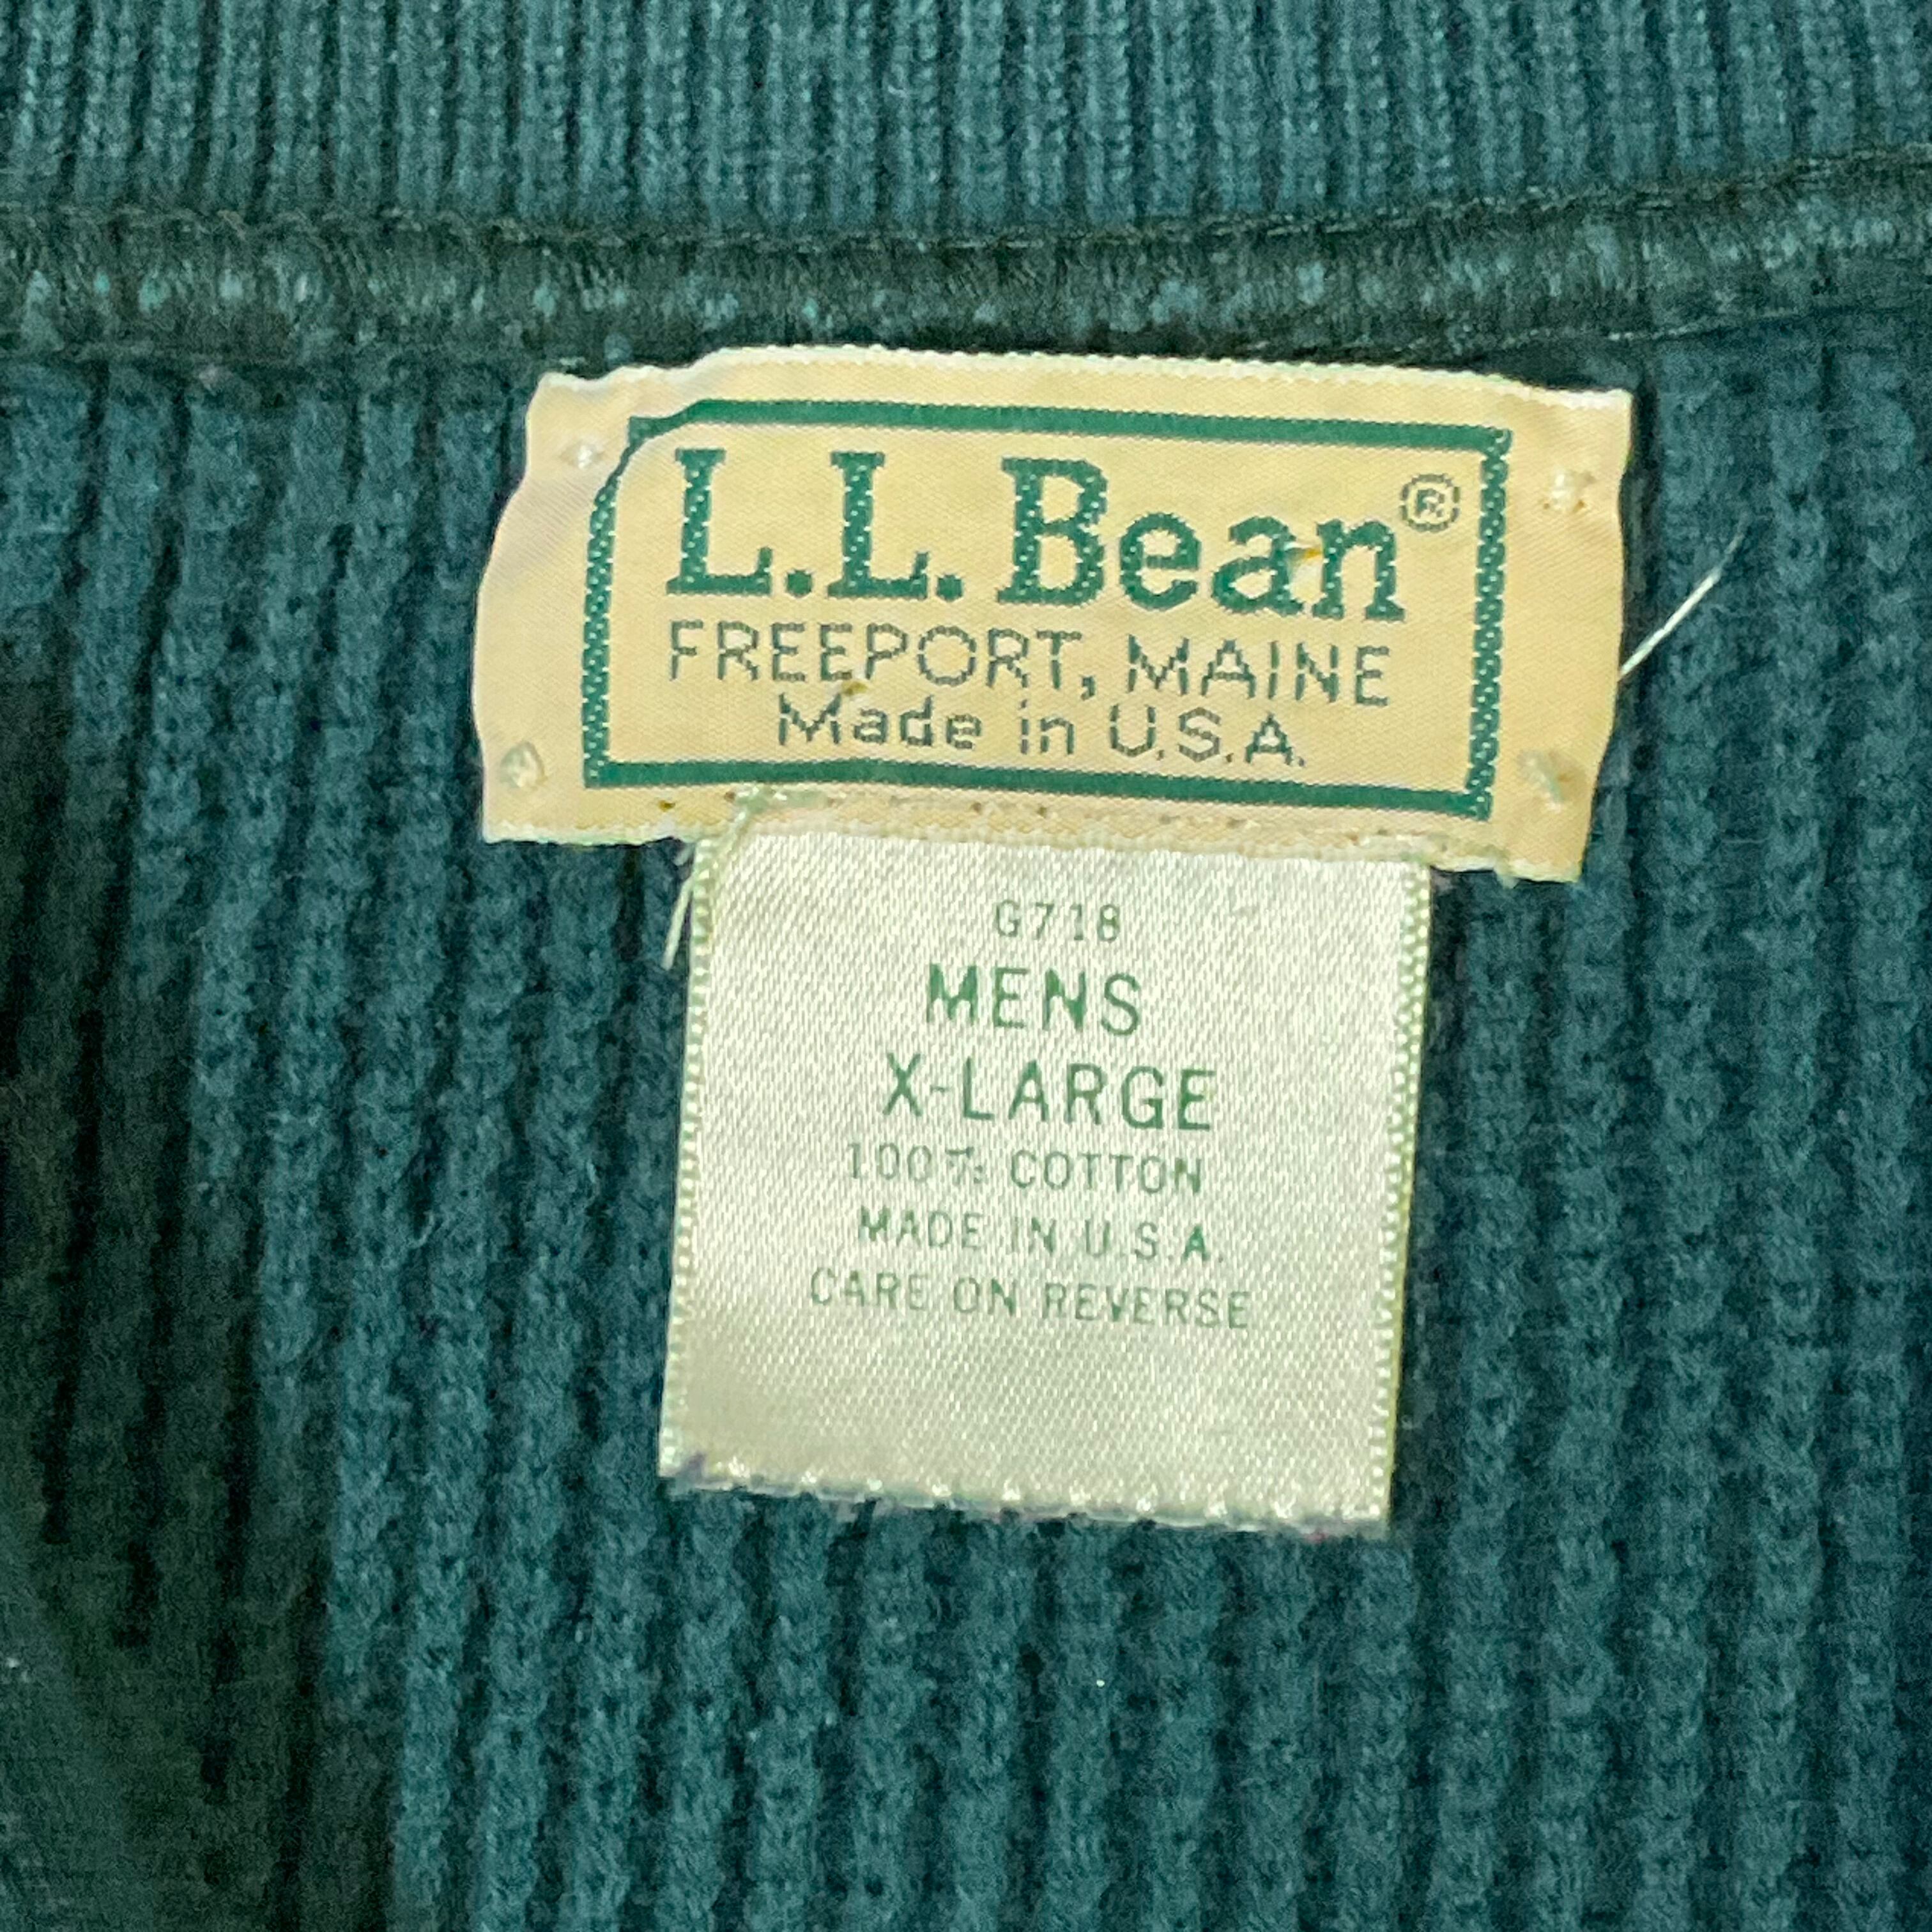 L.L.Bean®
FREEPORT, MAINE
Made in U.S.A.
G718
MENS
X-LARGE
100% COTTON
MADE IN U.S.A.
CARE ON REVERSE